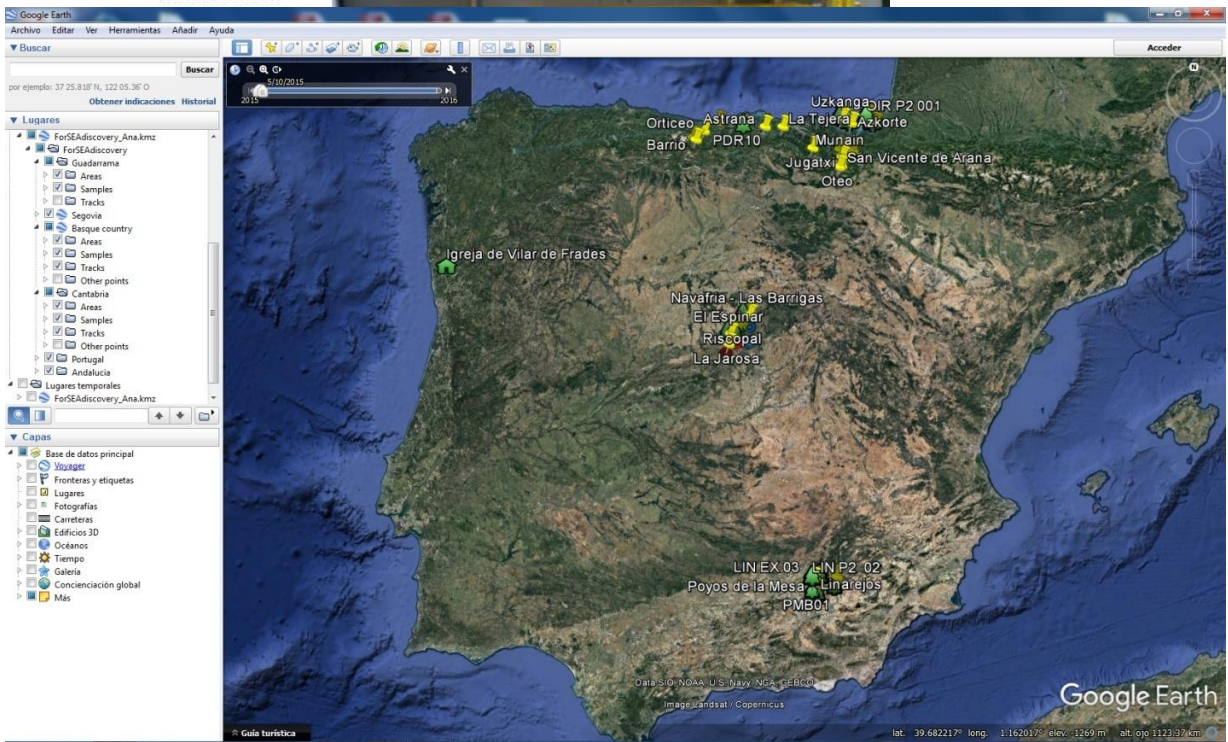 Google Earth
Archivo Editar Ver Herramientas Añadir Ayuda
Buscar
Acceder
Buscar
por ejemplo: 37 25.818' N, 122 05.36' O
Obtener indicaciones Historial
Lugares
ForSEAdiscovery_Ana.kmz
ForSEAdiscovery
Guadarrama
Areas
Samples
Tracks
Segovia
Basque country
Areas
Samples
Tracks
Other points
Cantabria
Areas
Samples
Tracks
Other points
Portugal
Andalucia
Lugares temporales
ForSEAdiscovery_Ana.kmz
Capas
Base de datos principal
Voyager
Fronteras y etiquetas
Lugares
Fotografías
Carreteras
Edificios 3D
Océanos
Tiempo
Galería
Concienciación global
Más
5/10/2015
2015 2016
N
Uzkanga DIR P2 001
Orticeo Astrana La Tejera Azkorte
Barrio PDR10 Munain
Jugatxi San Vicente de Arana
Oteo
Igreja de Vilar de Frades
Navafria - Las Barrigas
El Espinar
Riscopal
La Jarosa
LIN EX 03 LIN P2 02
Poyos de la Mesa Linarejos
PMB01
Data SIO, NOAA, U.S. Navy, NGA, GEBCO
Image Landsat / Copernicus
Google Earth
Guía turística
lat. 39.682217° long. 1.162017° elev. 1269 m alt. ojo 1123.37 km